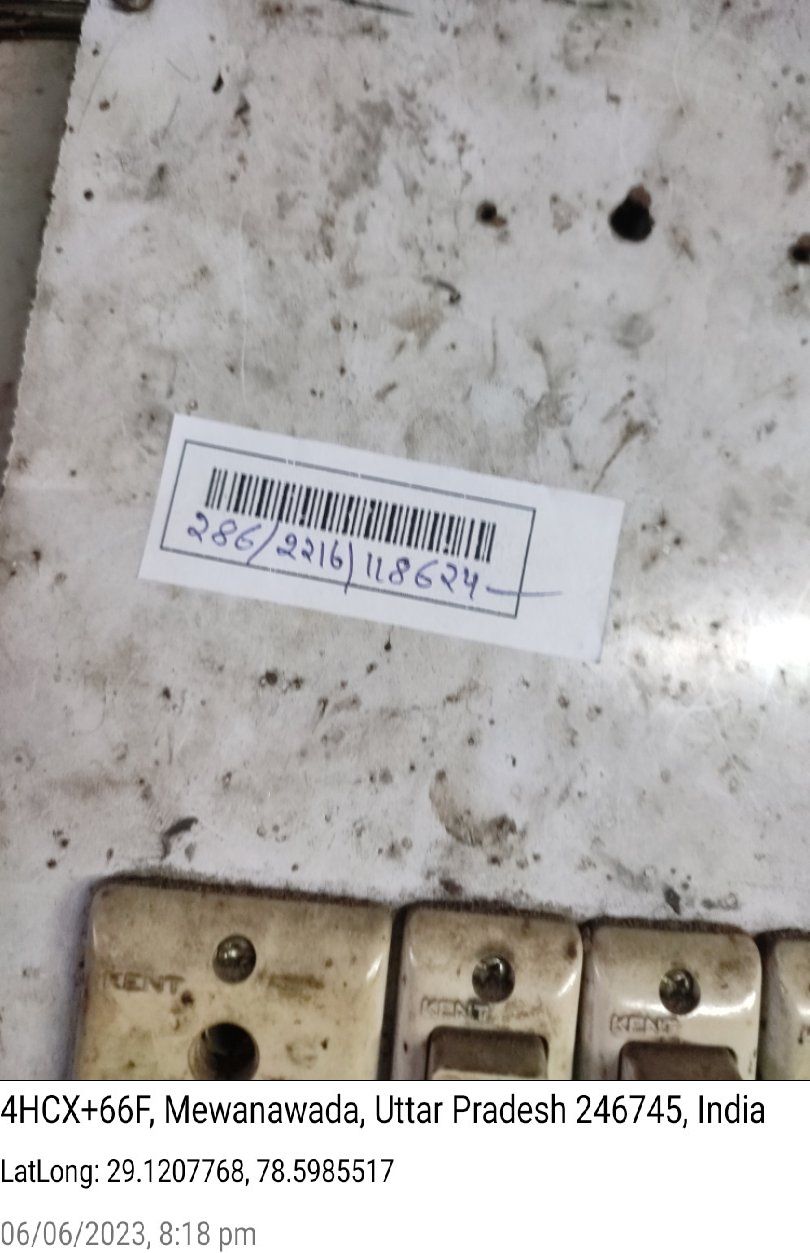 286/2216/118624
KENT
KENT
KENT
4HCX+66F, Mewanawada, Uttar Pradesh 246745, India
LatLong: 29.1207768, 78.5985517
06/06/2023, 8:18 pm